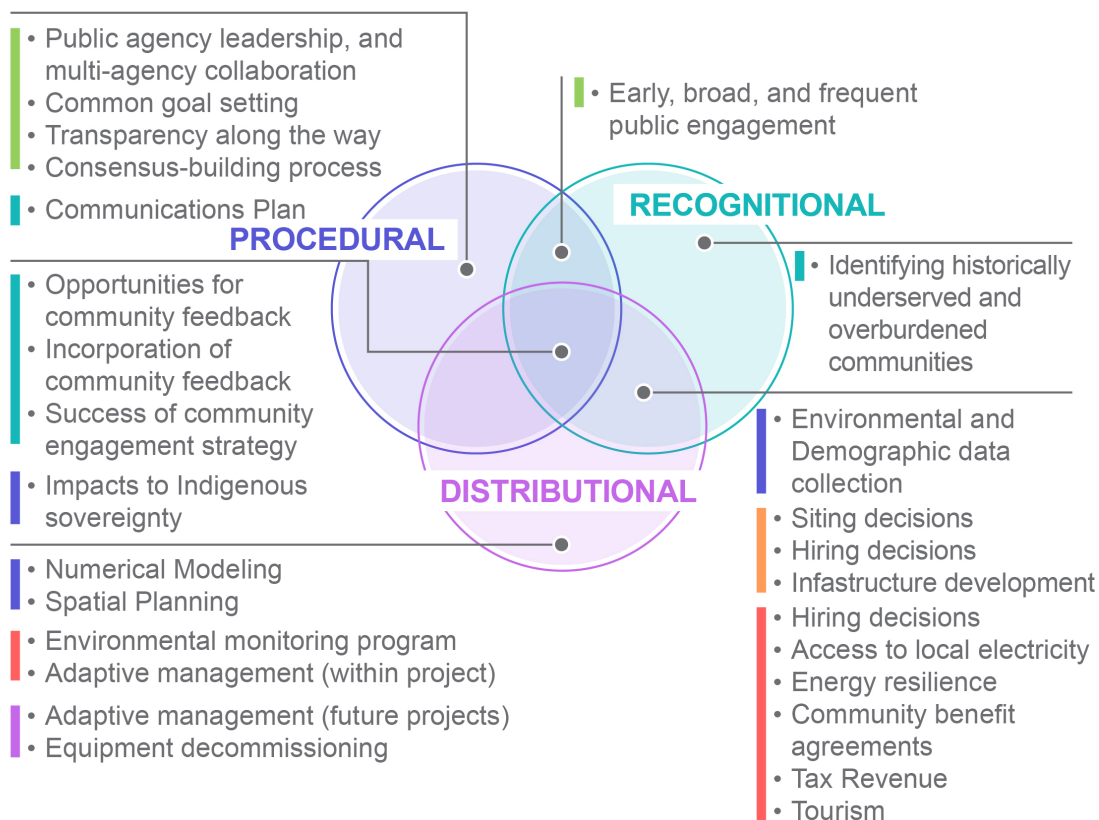 • Public agency leadership, and
multi-agency collaboration
• Common goal setting
• Transparency along the way
• Consensus-building process
• Communications Plan
• Early, broad, and frequent
public engagement
PROCEDURAL
RECOGNITIONAL
DISTRIBUTIONAL
• Opportunities for
community feedback
• Incorporation of
community feedback
• Success of community
engagement strategy
• Impacts to Indigenous
sovereignty
• Identifying historically
underserved and
overburdened
communities
• Numerical Modeling
• Spatial Planning
• Environmental monitoring program
• Adaptive management (within project)
• Adaptive management (future projects)
• Equipment decommissioning
• Environmental and
Demographic data
collection
• Siting decisions
• Hiring decisions
• Infastructure development
• Hiring decisions
• Access to local electricity
• Energy resilience
• Community benefit
agreements
• Tax Revenue
• Tourism